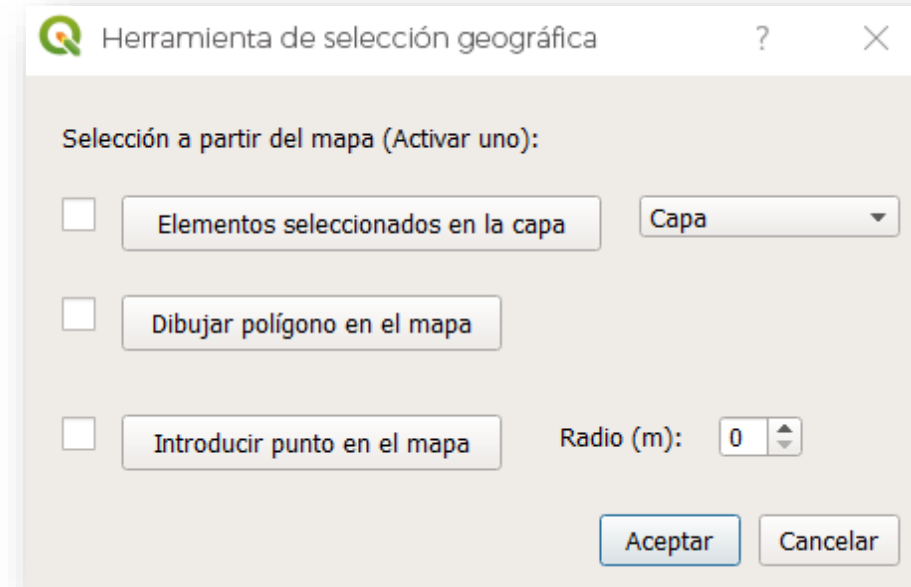 Herramienta de selección geográfica
Selección a partir del mapa (Activar uno):
Elementos seleccionados en la capa Capa
Dibujar polígono en el mapa
Introducir punto en el mapa Radio (m): 0
Aceptar Cancelar